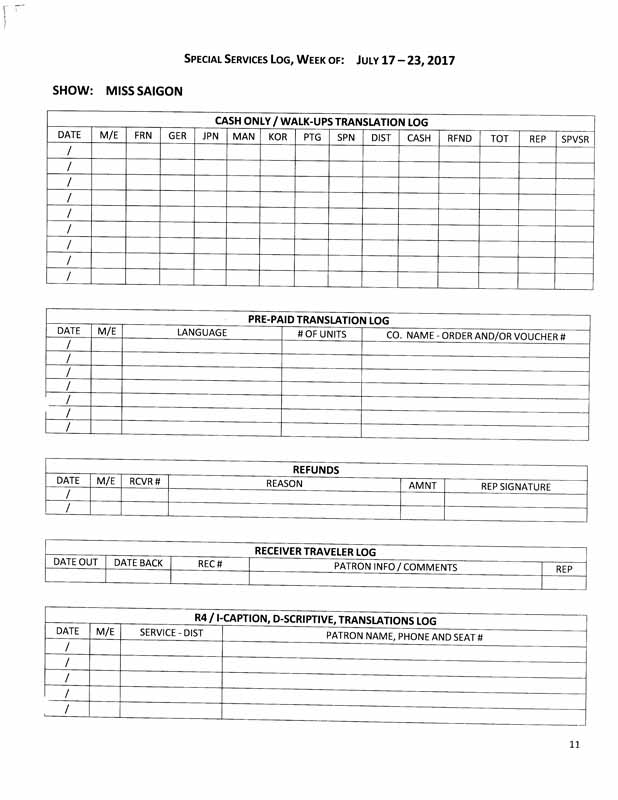 SPECIAL SERVICES LOG, WEEK OF: JULY 17 – 23, 2017
SHOW: MISS SAIGON
CASH ONLY / WALK-UPS TRANSLATION LOG
DATE M/E FRN GER JPN MAN KOR PTG SPN DIST CASH RFND TOT REP SPVSR
/
/
/
/
/
/
/
/
/
PRE-PAID TRANSLATION LOG
DATE M/E LANGUAGE # OF UNITS CO. NAME - ORDER AND/OR VOUCHER #
/
/
/
/
/
/
/
REFUNDS
DATE M/E RCVR # REASON AMNT REP SIGNATURE
/
/
RECEIVER TRAVELER LOG
DATE OUT DATE BACK REC # PATRON INFO / COMMENTS REP
R4 / I-CAPTION, D-SCRIPTIVE, TRANSLATIONS LOG
DATE M/E SERVICE - DIST PATRON NAME, PHONE AND SEAT #
/
/
/
/
/
11